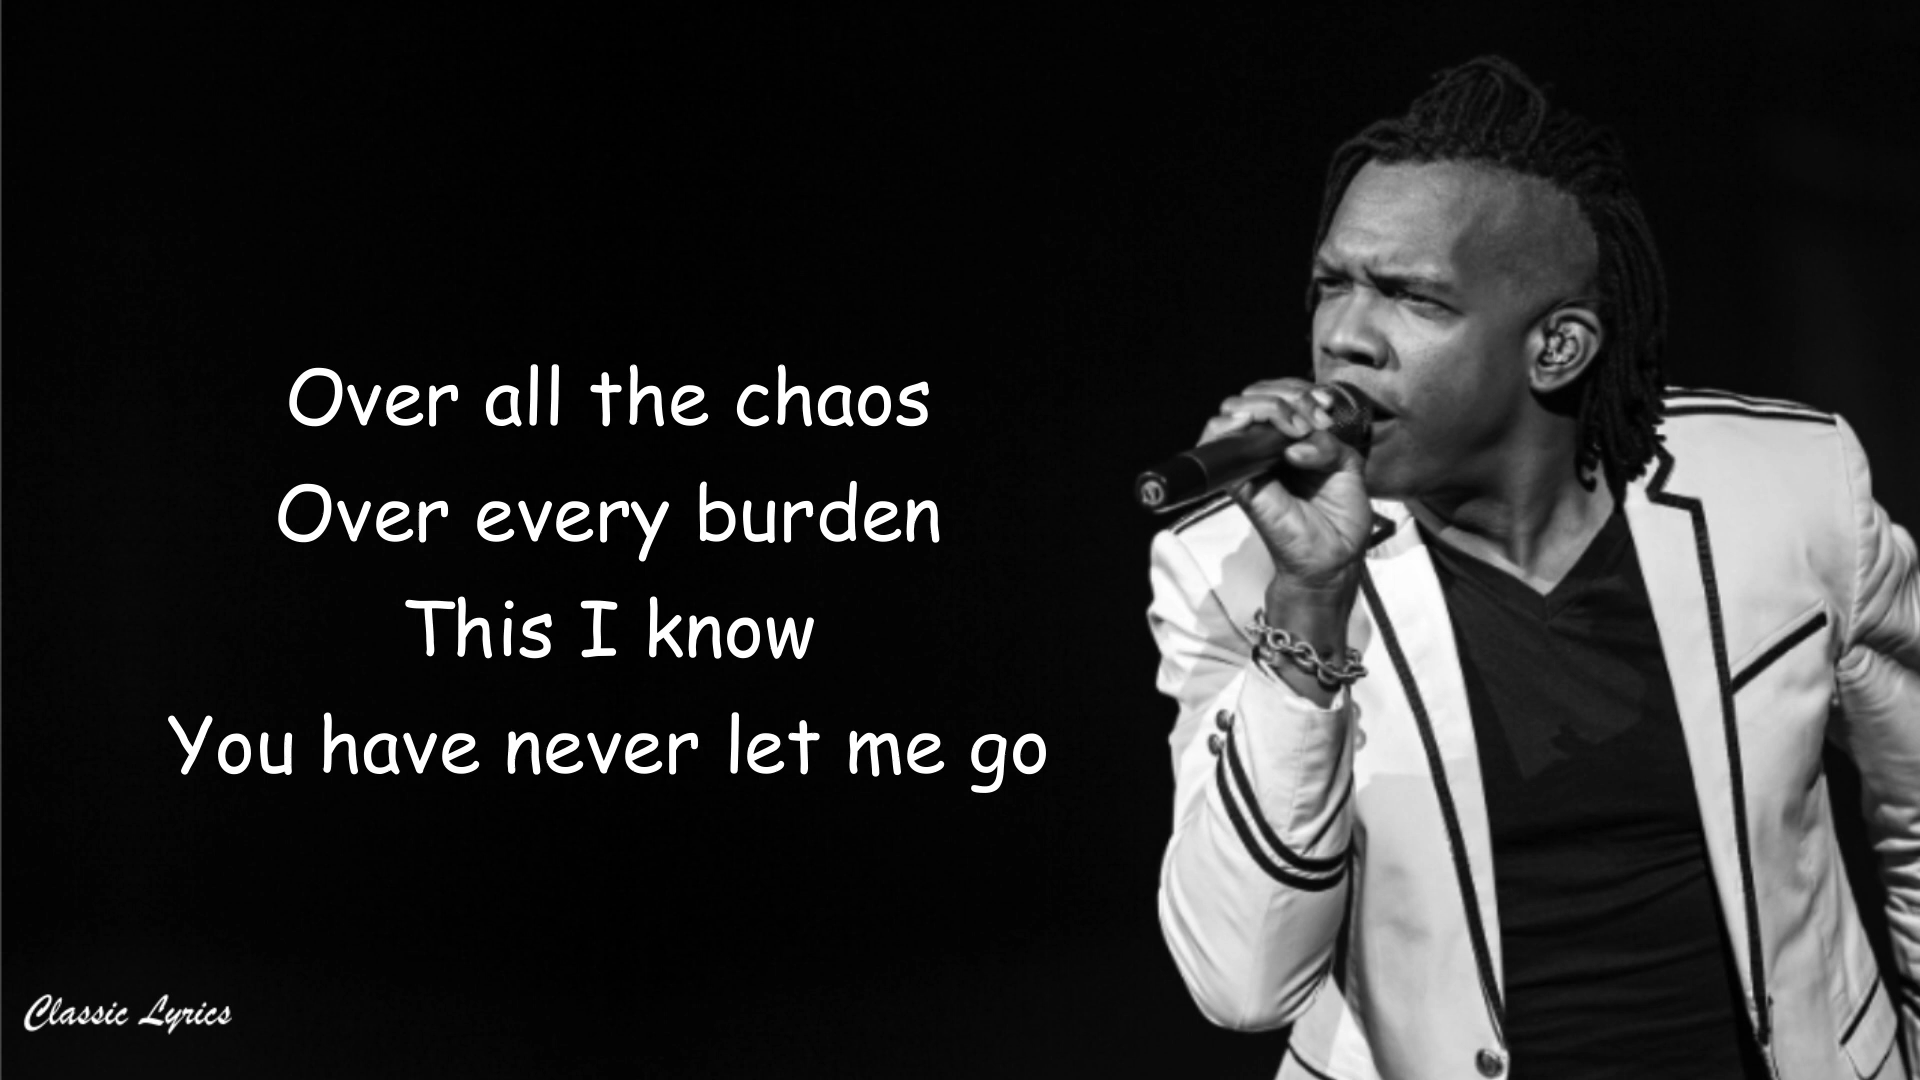 Over all the chaos
Over every burden
This I know
You have never let me go
Classic Lyrics